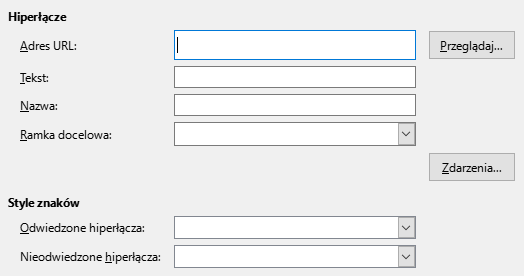 Hiperłącze
Adres URL:
Przeglądaj...
Tekst:
Nazwa:
Ramka docelowa:
Zdarzenia...
Style znaków
Odwiedzone hiperłącza:
Nieodwiedzone hiperłącza: